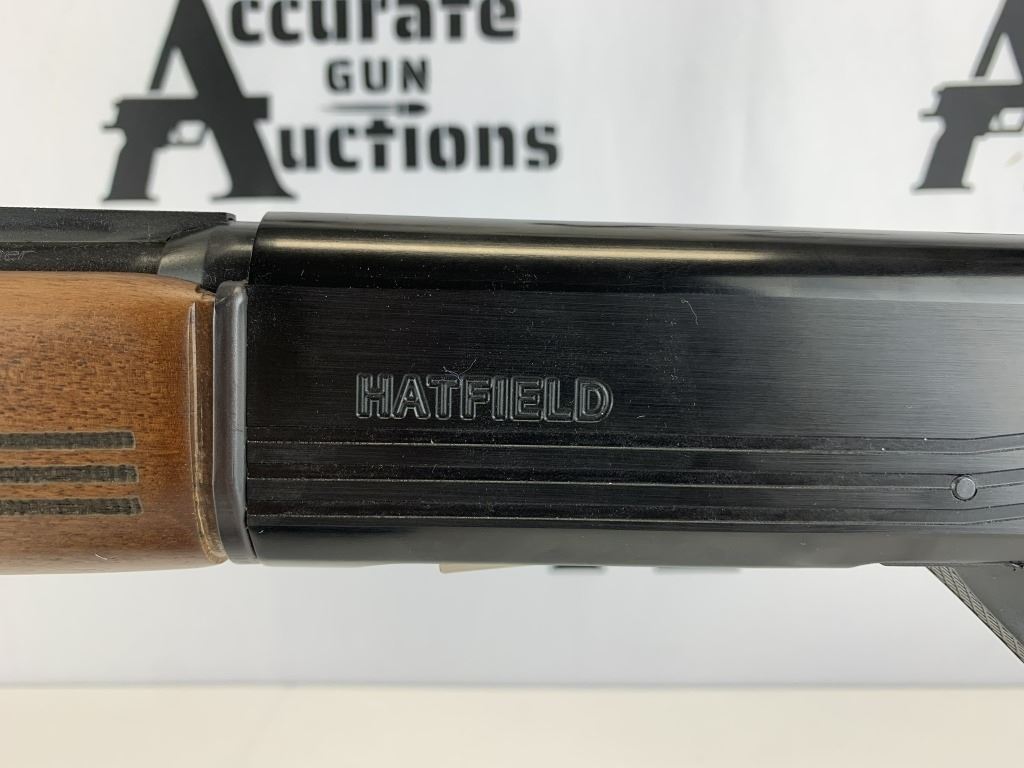 Accurate
GUN
Auctions
HATFIELD